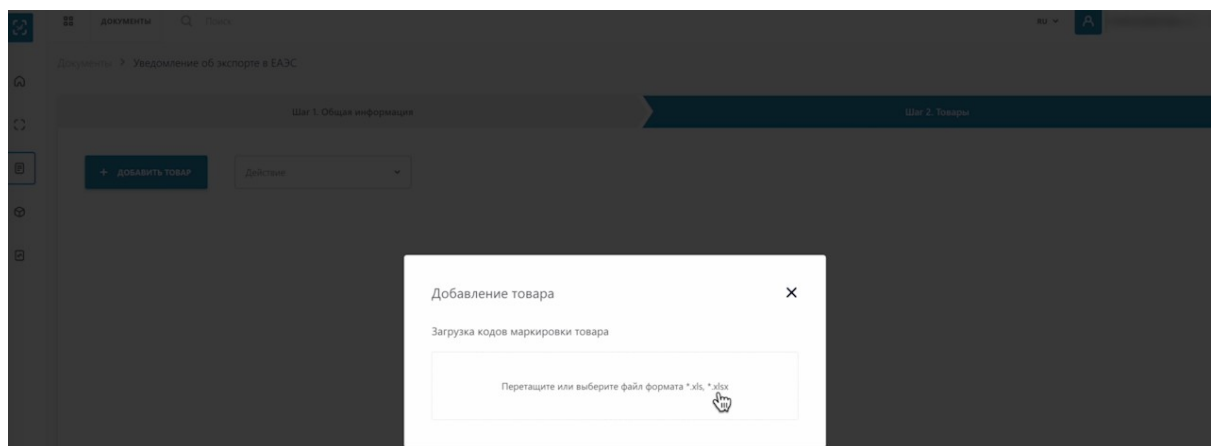 ДОКУМЕНТЫ Поиск RU
Документы > Уведомление об экспорте в ЕАЭС
Шаг 1. Общая информация Шаг 2. Товары
+ ДОБАВИТЬ ТОВАР Действия
Добавление товара
Загрузка кодов маркировки товара
Перетащите или выберите файл формата *.xls, *.xlsx